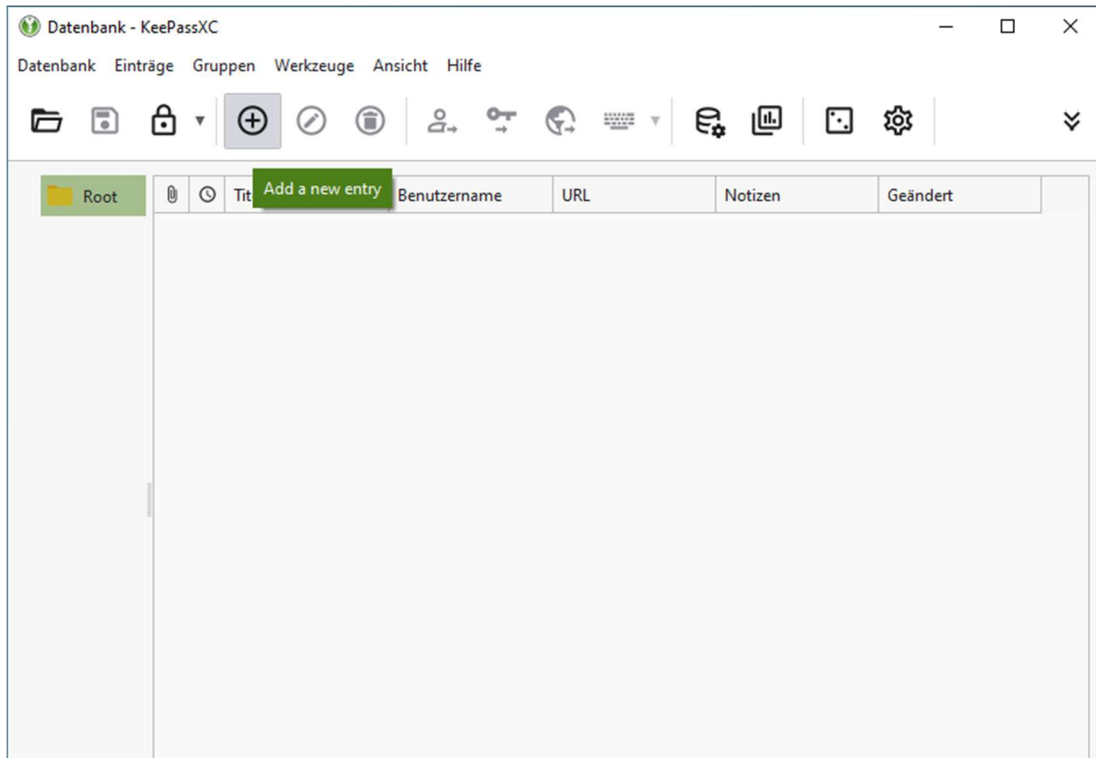 Datenbank - KeePassXC
Datenbank Einträge Gruppen Werkzeuge Ansicht Hilfe
Add a new entry
Root Tit Benutzername URL Notizen Geändert